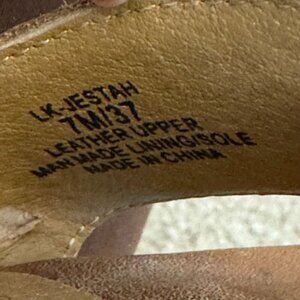 LK-JESTAH
7M/37
LEATHER UPPER
MAN MADE LINING/SOLE
MADE IN CHINA